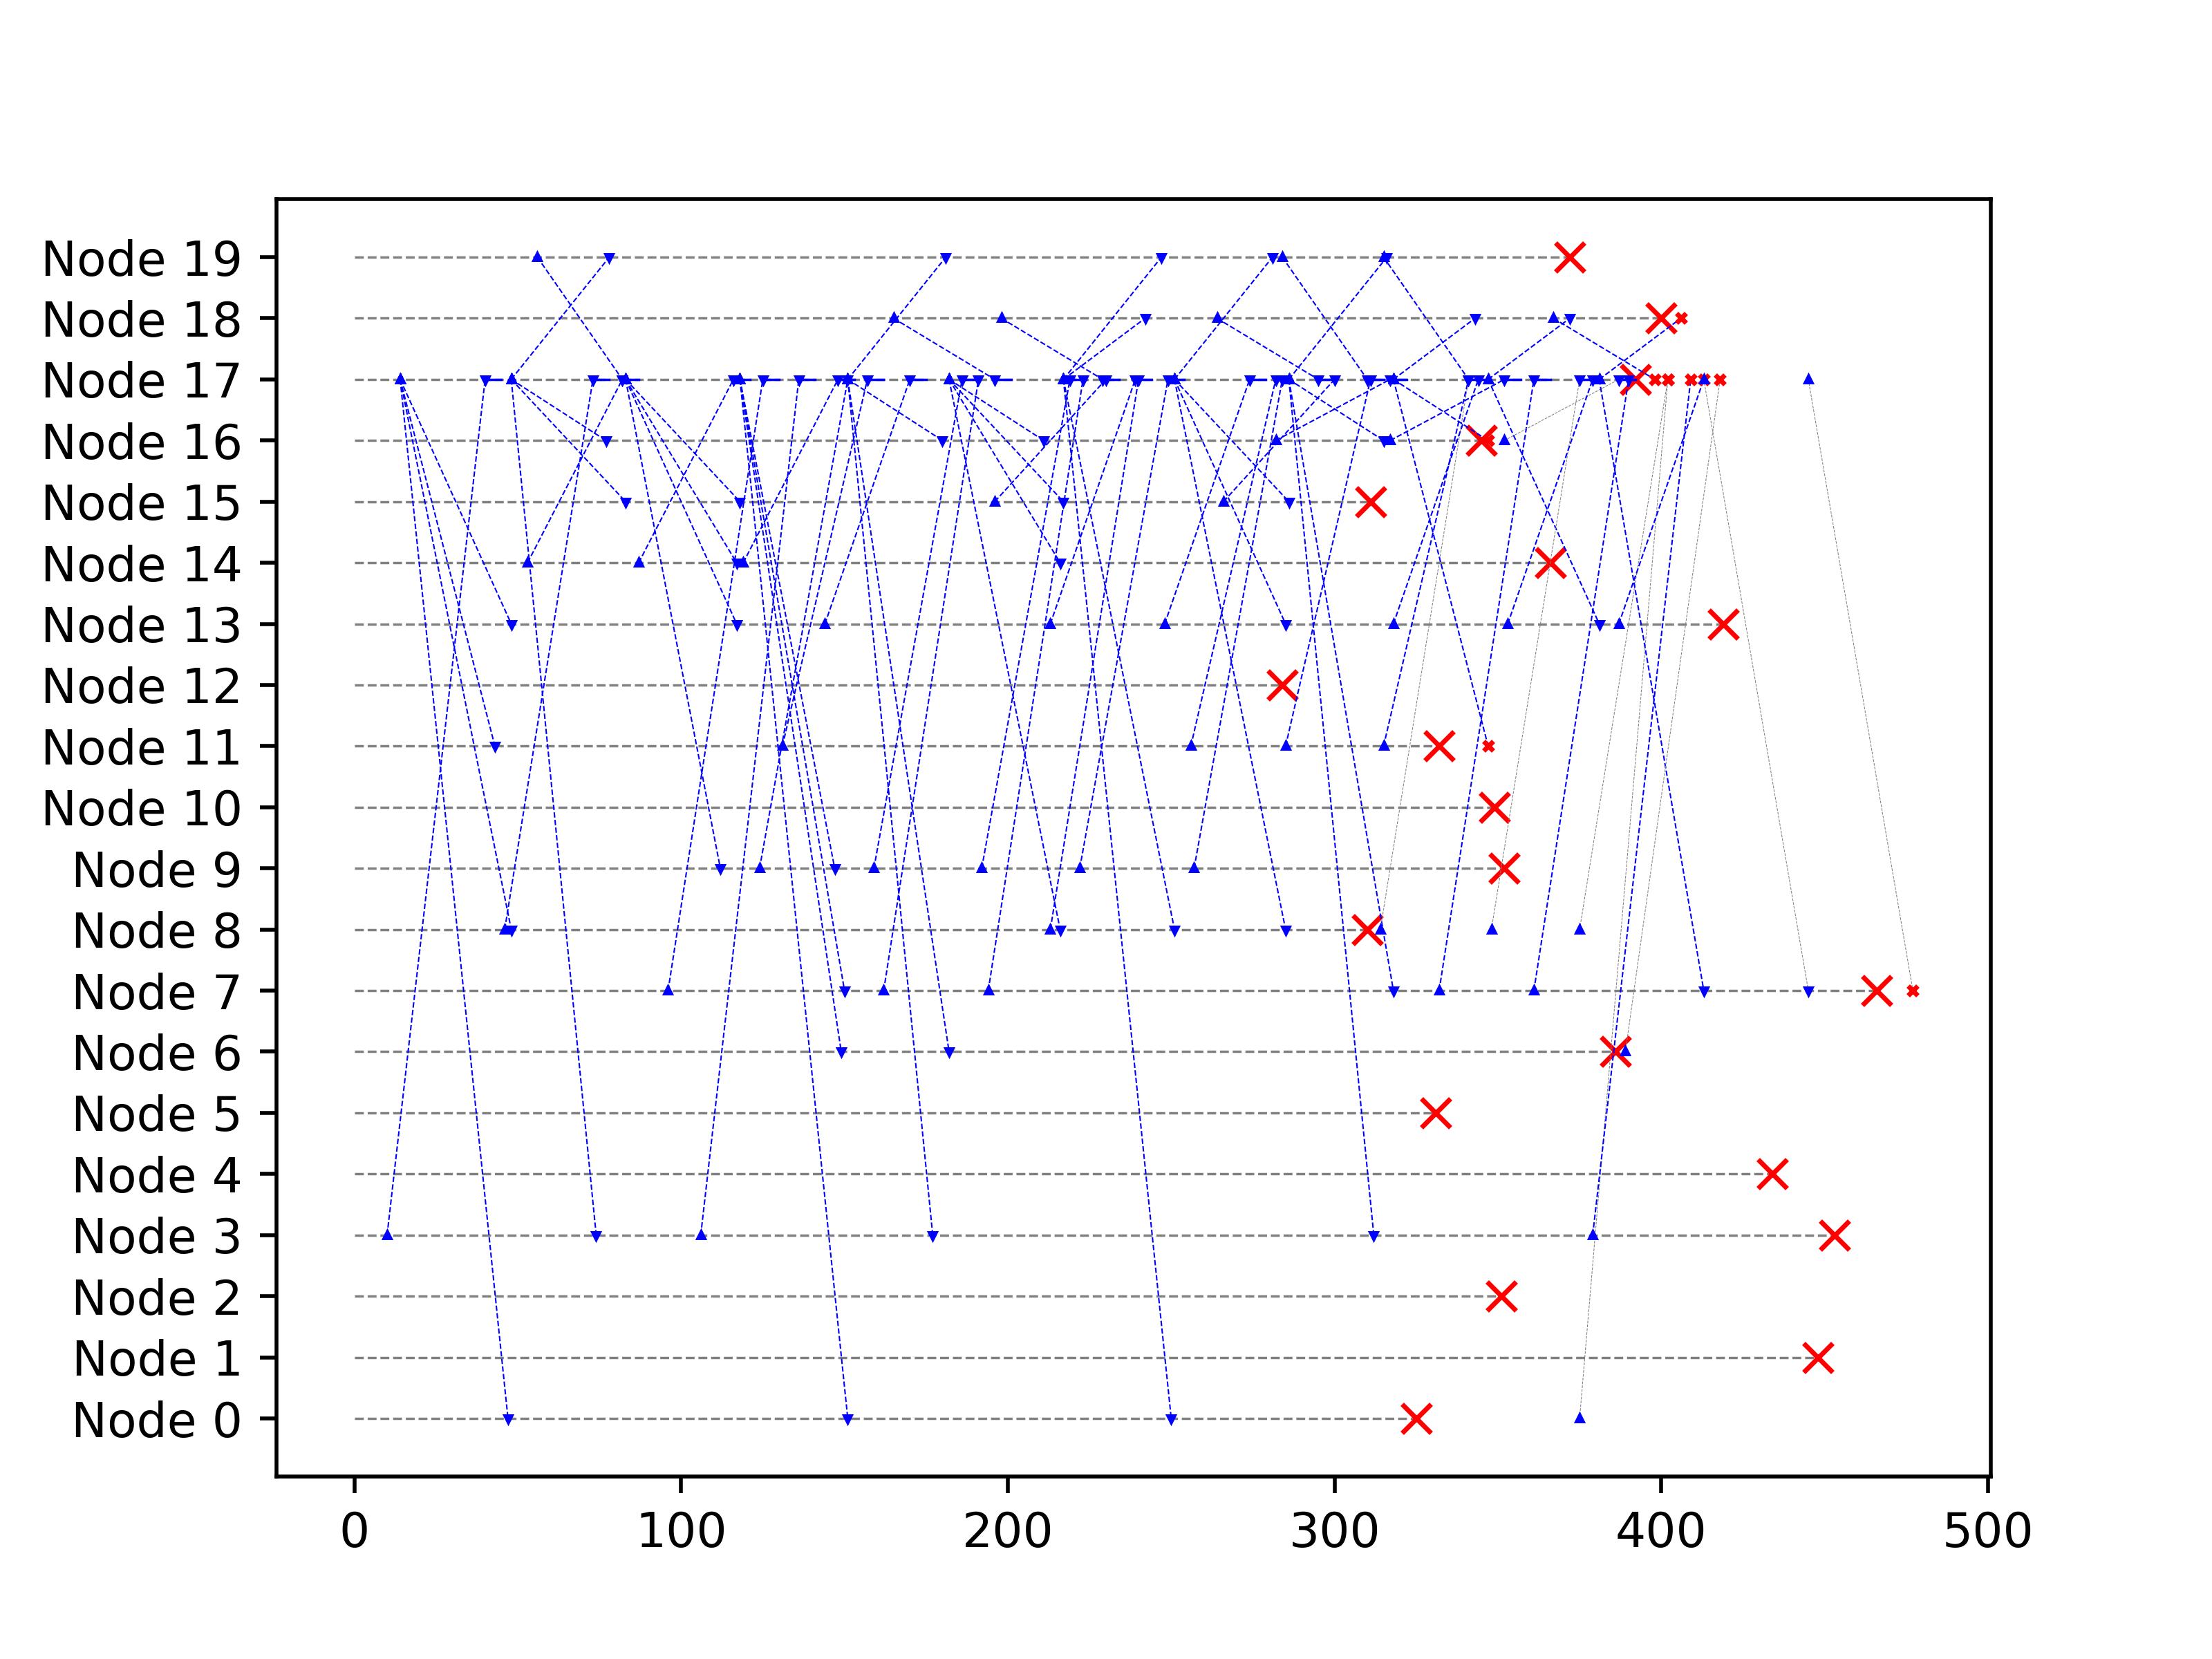 Node 19
Node 18
Node 17
Node 16
Node 15
Node 14
Node 13
Node 12
Node 11
Node 10
Node 9
Node 8
Node 7
Node 6
Node 5
Node 4
Node 3
Node 2
Node 1
Node 0
0 100 200 300 400 500